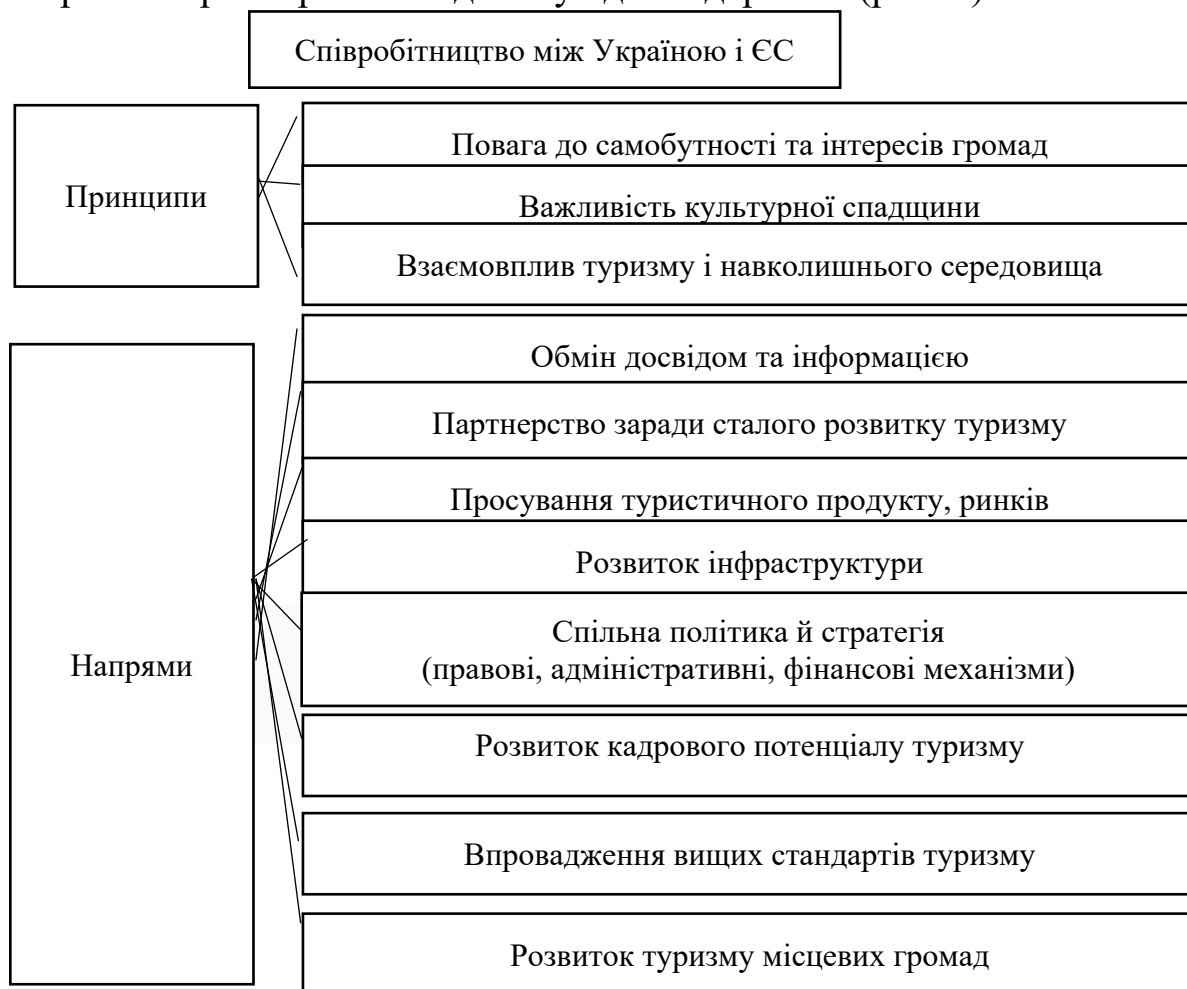 Співробітництво між Україною і ЄС
Принципи
Повага до самобутності та інтересів громад
Важливість культурної спадщини
Взаємовплив туризму і навколишнього середовища
Напрями
Обмін досвідом та інформацією
Партнерство заради сталого розвитку туризму
Просування туристичного продукту, ринків
Розвиток інфраструктури
Спільна політика й стратегія
(правові, адміністративні, фінансові механізми)
Розвиток кадрового потенціалу туризму
Впровадження вищих стандартів туризму
Розвиток туризму місцевих громад